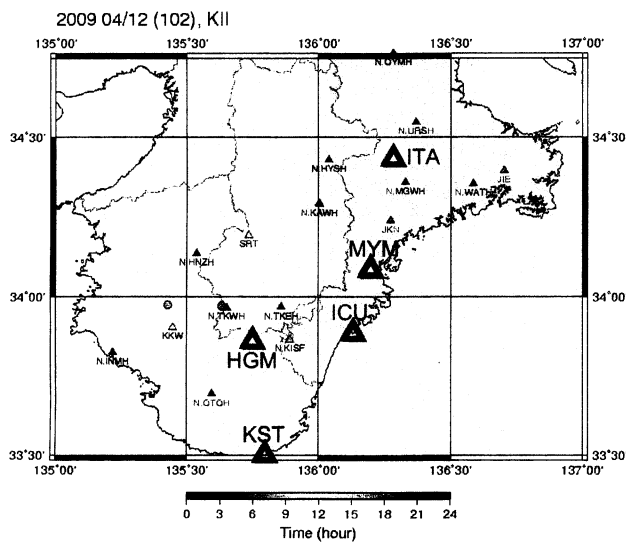 2009 04/12 (102), KII
135°00' 135°30' 136°00' 136°30' 137°00'
N.OYMH
N.URSH
34°30' 34°30'
ITA
N.HYSH
JIE
N.MGWH
N.WATH
N.KAWH
JKN
SRT
MYM
N.HNZH
34°00' 34°00'
ICU
N.TKWH
N.TKEH
KKW
N.KISF
HGM
N.INMH
N.OTOH
KST
33°30' 33°30'
135°00' 135°30' 136°00' 136°30' 137°00'
0 3 6 9 12 15 18 21 24
Time (hour)